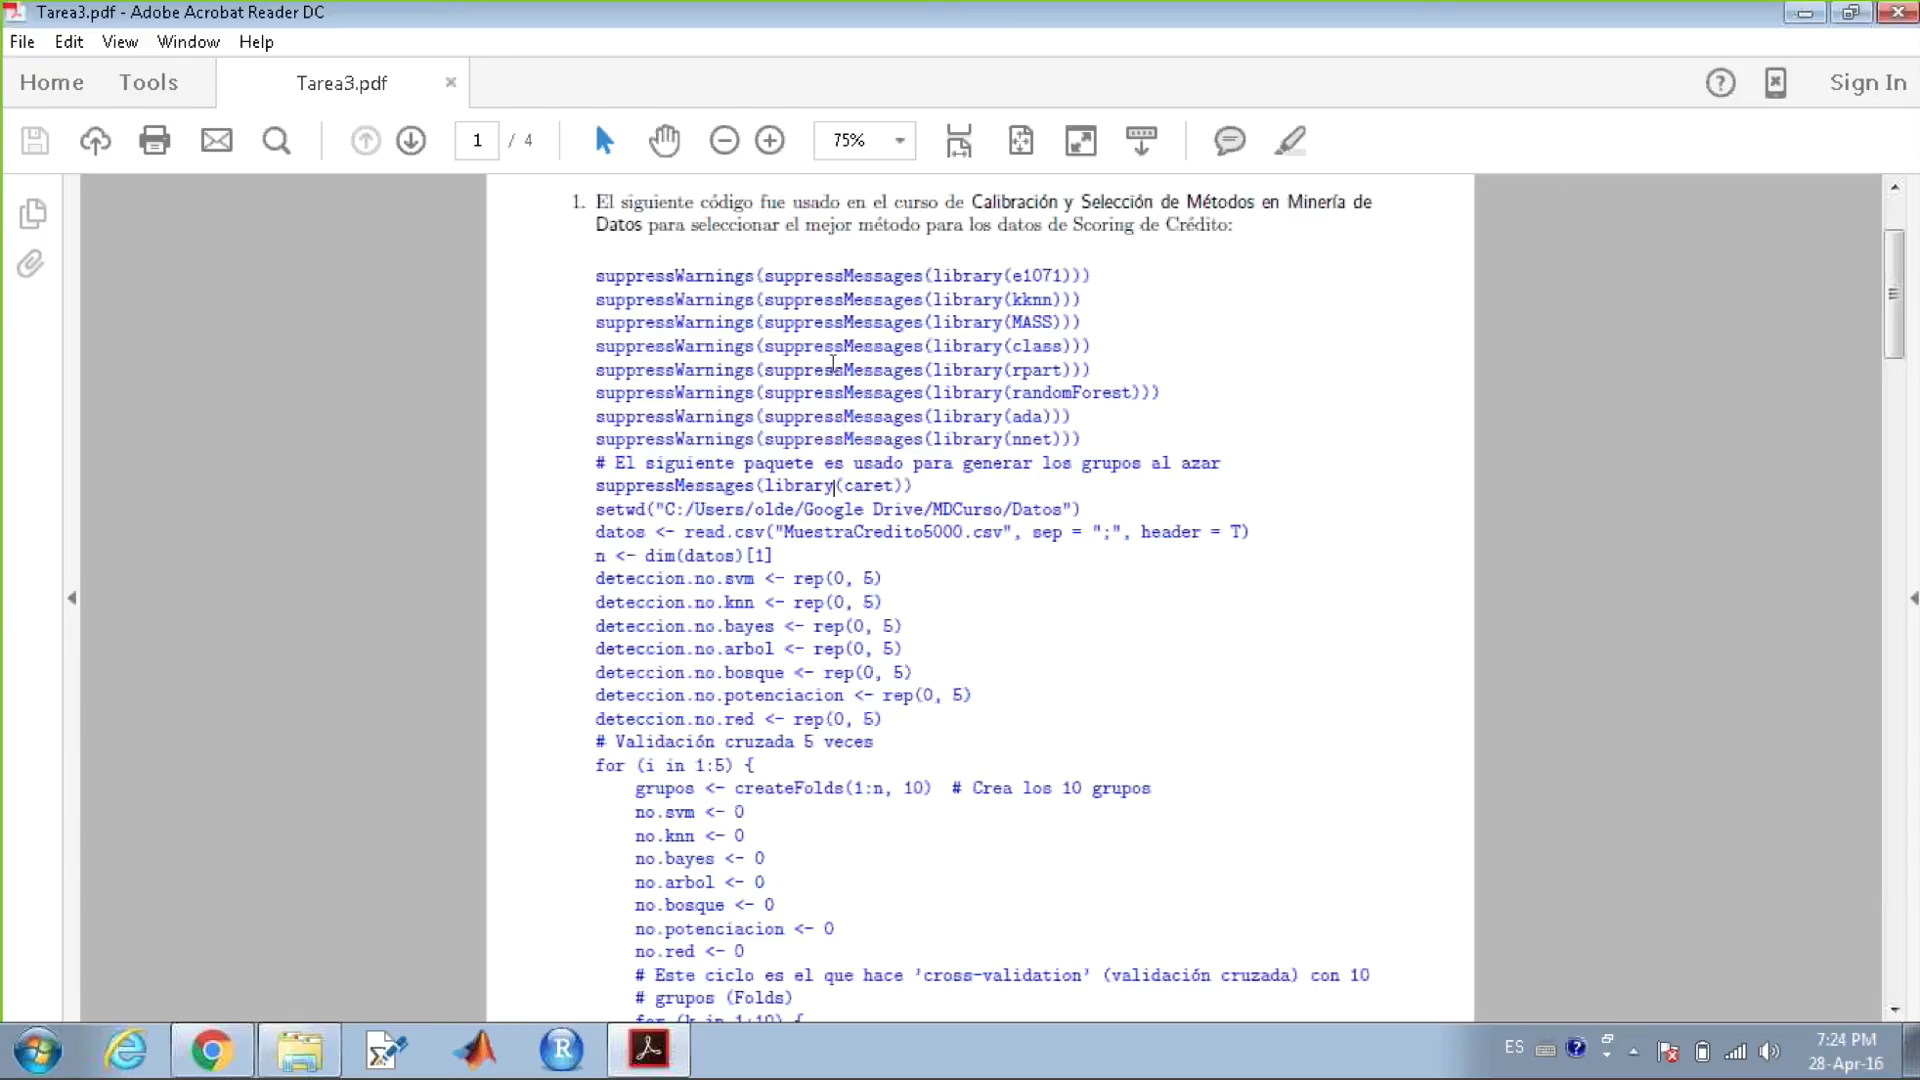 Tarea3.pdf - Adobe Acrobat Reader DC
File Edit View Window Help
Home Tools Tarea3.pdf Sign In
1 / 4 75%
1. El siguiente código fue usado en el curso de Calibración y Selección de Métodos en Minería de
Datos para seleccionar el mejor método para los datos de Scoring de Crédito:
suppressWarnings(suppressMessages(library(e1071)))
suppressWarnings(suppressMessages(library(kknn)))
suppressWarnings(suppressMessages(library(MASS)))
suppressWarnings(suppressMessages(library(class)))
suppressWarnings(suppressMessages(library(rpart)))
suppressWarnings(suppressMessages(library(randomForest)))
suppressWarnings(suppressMessages(library(ada)))
suppressWarnings(suppressMessages(library(nnet)))
# El siguiente paquete es usado para generar los grupos al azar
suppressMessages(library(caret))
setwd("C:/Users/olde/Google Drive/MDCurso/Datos")
datos <- read.csv("MuestraCredito5000.csv", sep = ";", header = T)
n <- dim(datos)[1]
deteccion.no.svm <- rep(0, 5)
deteccion.no.knn <- rep(0, 5)
deteccion.no.bayes <- rep(0, 5)
deteccion.no.arbol <- rep(0, 5)
deteccion.no.bosque <- rep(0, 5)
deteccion.no.potenciacion <- rep(0, 5)
deteccion.no.red <- rep(0, 5)
# Validación cruzada 5 veces
for (i in 1:5) {
grupos <- createFolds(1:n, 10) # Crea los 10 grupos
no.svm <- 0
no.knn <- 0
no.bayes <- 0
no.arbol <- 0
no.bosque <- 0
no.potenciacion <- 0
no.red <- 0
# Este ciclo es el que hace 'cross-validation' (validación cruzada) con 10
# grupos (Folds)
for (k in 1:10) {
ES
7:24 PM
28-Apr-16